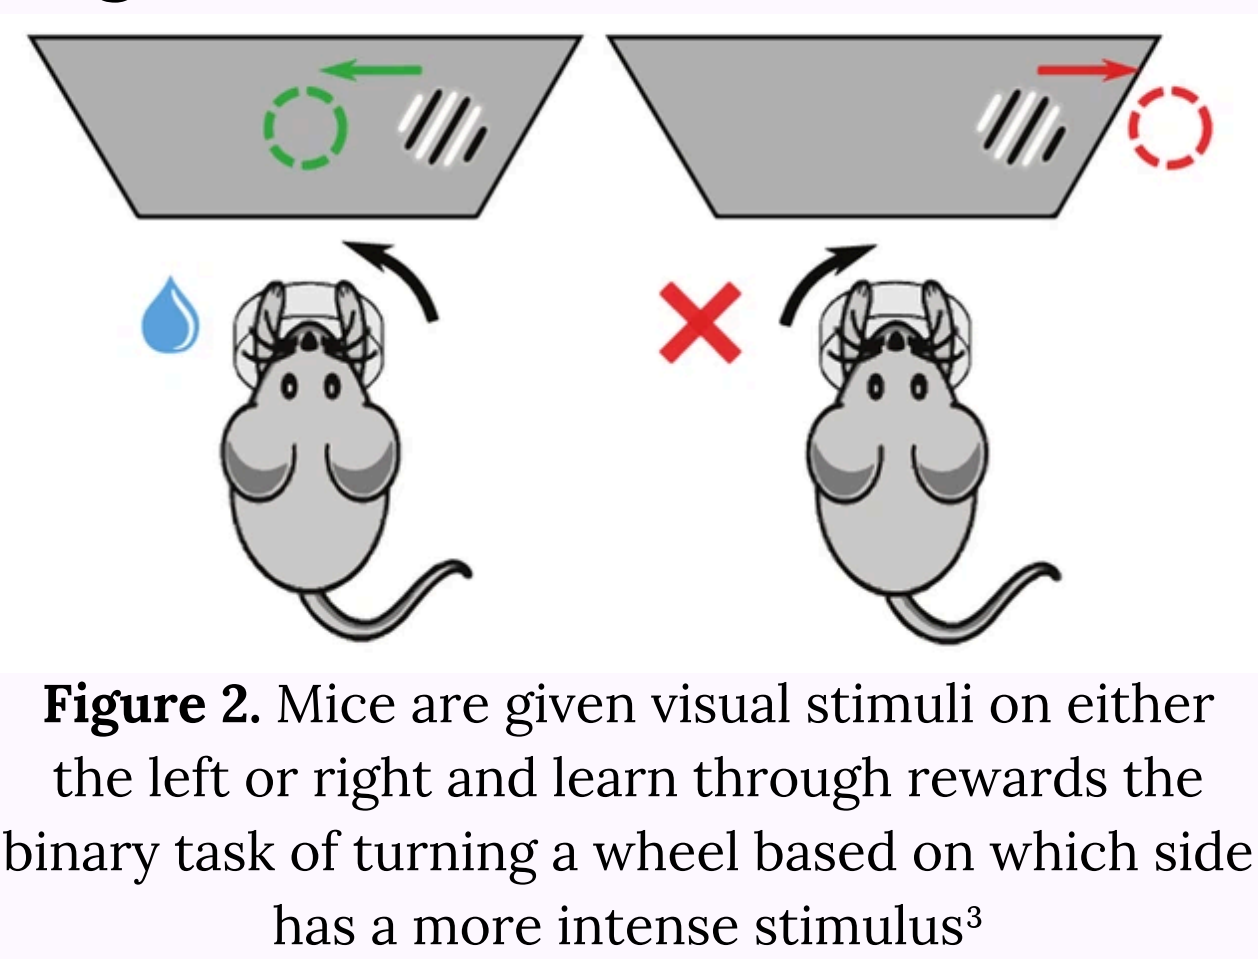 Figure 2. Mice are given visual stimuli on either
the left or right and learn through rewards the
binary task of turning a wheel based on which side
has a more intense stimulus³